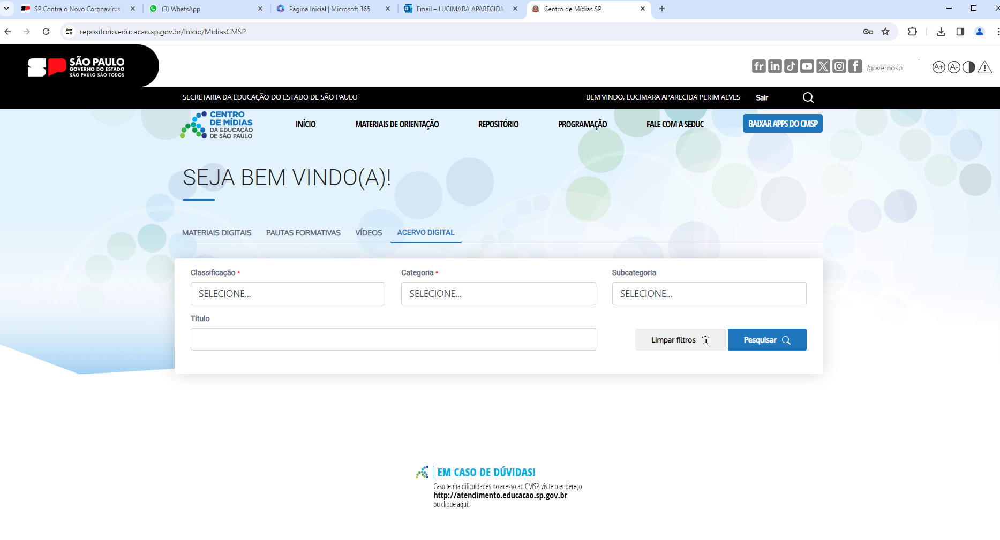 SP Contra o Novo Coronavírus
(3) WhatsApp
Página Inicial | Microsoft 365
Email – LUCIMARA APARECIDA
Centro de Mídias SP
repositorio.educacao.sp.gov.br/Inicio/MidiasCMSP
SÃO PAULO
GOVERNO DO ESTADO
SÃO PAULO SÃO TODOS
/governosp
A+ A-
SECRETARIA DA EDUCAÇÃO DO ESTADO DE SÃO PAULO
BEM VINDO, LUCIMARA APARECIDA PERIM ALVES
Sair
CENTRO
DE MÍDIAS
DA EDUCAÇÃO
DE SÃO PAULO
INÍCIO
MATERIAIS DE ORIENTAÇÃO
REPOSITÓRIO
PROGRAMAÇÃO
FALE COM A SEDUC
BAIXAR APPS DO CMSP
SEJA BEM VINDO(A)!
MATERIAIS DIGITAIS
PAUTAS FORMATIVAS
VÍDEOS
ACERVO DIGITAL
Classificação *
Categoria *
Subcategoria
SELECIONE...
SELECIONE...
SELECIONE...
Título
Limpar filtros
Pesquisar
EM CASO DE DÚVIDAS!
Caso tenha dificuldades no acesso ao CMSP, visite o endereço
http://atendimento.educacao.sp.gov.br
ou clique aqui!